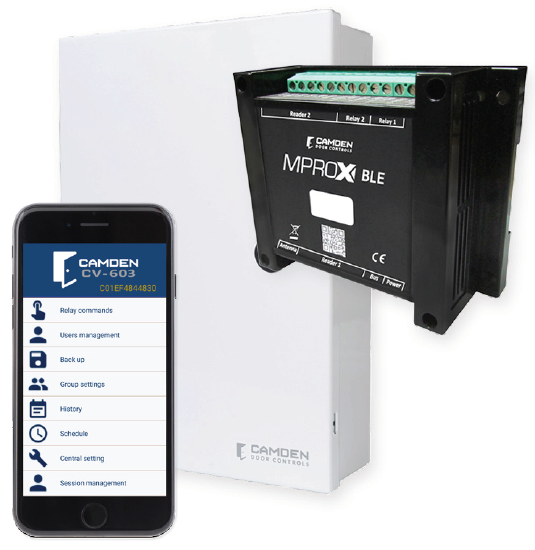 Reader 2
Relay 2
Relay 1
CAMDEN
DOOR CONTROLS
MPROX BLE
CE
Antenna
Reader 1
Bus
Power
CAMDEN
CV-603
C01EF4844830
Relay commands
Users management
Back up
Group settings
History
Schedule
Central setting
Session management
CAMDEN
DOOR CONTROLS